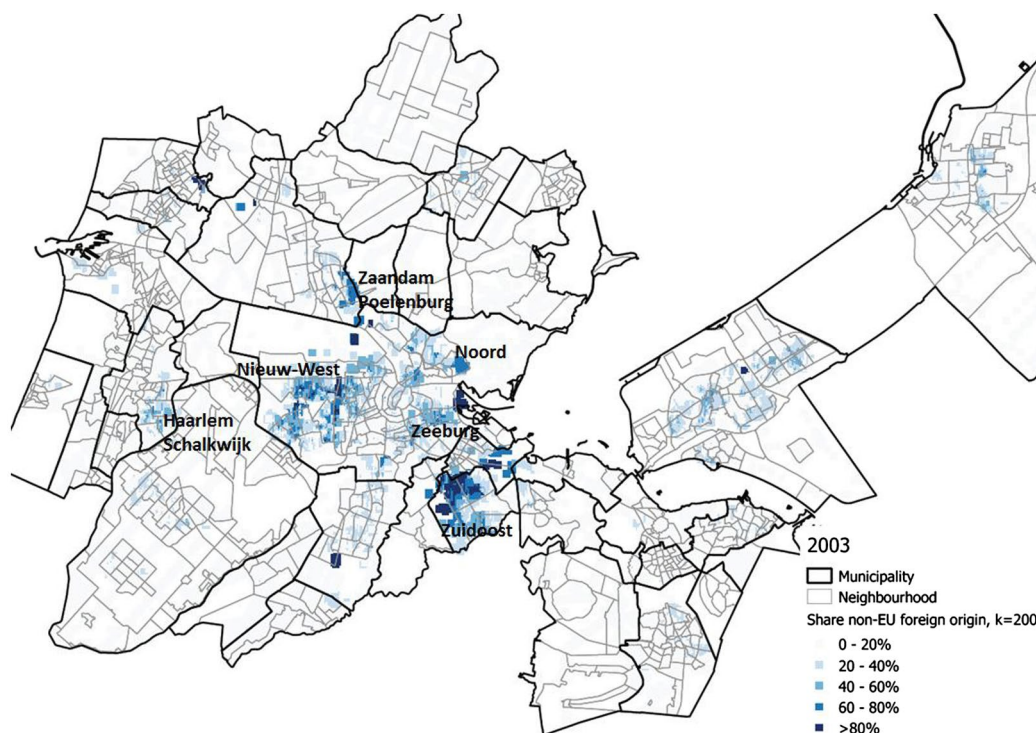 Zaandam
Poelenburg
Noord
Nieuw-West
Haarlem
Schalkwijk
Zeeburg
Zuidoost
2003
Municipality
Neighbourhood
Share non-EU foreign origin, k=200
0 - 20%
20 - 40%
40 - 60%
60 - 80%
>80%